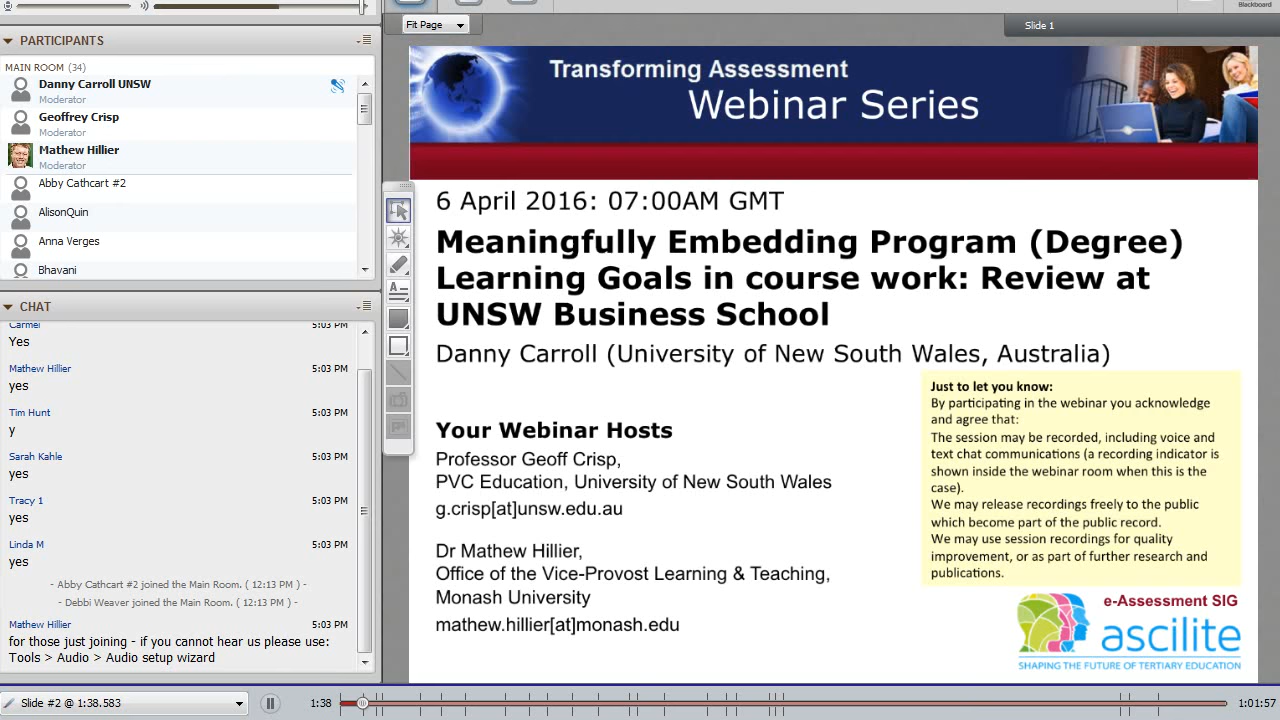 PARTICIPANTS
MAIN ROOM (34)
Danny Carroll UNSW
Moderator
Geoffrey Crisp
Moderator
Mathew Hillier
Moderator
Abby Cathcart #2
AlisonQuin
Anna Verges
Bhavani
CHAT
Carmel 5:03 PM
Yes
Mathew Hillier 5:03 PM
yes
Tim Hunt 5:03 PM
y
Sarah Kahle 5:03 PM
yes
Tracy 1 5:03 PM
yes
Linda M 5:03 PM
yes
- Abby Cathcart #2 joined the Main Room. ( 12:13 PM ) -
- Debbi Weaver joined the Main Room. ( 12:13 PM ) -
Mathew Hillier 5:03 PM
for those just joining - if you cannot hear us please use:
Tools > Audio > Audio setup wizard
Blackboard
Fit Page
Slide 1
Transforming Assessment
Webinar Series
6 April 2016: 07:00AM GMT
Meaningfully Embedding Program (Degree)
Learning Goals in course work: Review at
UNSW Business School
Danny Carroll (University of New South Wales, Australia)
Your Webinar Hosts
Professor Geoff Crisp,
PVC Education, University of New South Wales
g.crisp[at]unsw.edu.au
Dr Mathew Hillier,
Office of the Vice-Provost Learning & Teaching,
Monash University
mathew.hillier[at]monash.edu
Just to let you know:
By participating in the webinar you acknowledge
and agree that:
The session may be recorded, including voice and
text chat communications (a recording indicator is
shown inside the webinar room when this is the
case).
We may release recordings freely to the public
which become part of the public record.
We may use session recordings for quality
improvement, or as part of further research and
publications.
e-Assessment SIG
ascilite
SHAPING THE FUTURE OF TERTIARY EDUCATION
Slide #2 @ 1:38.583
1:38
1:01:57